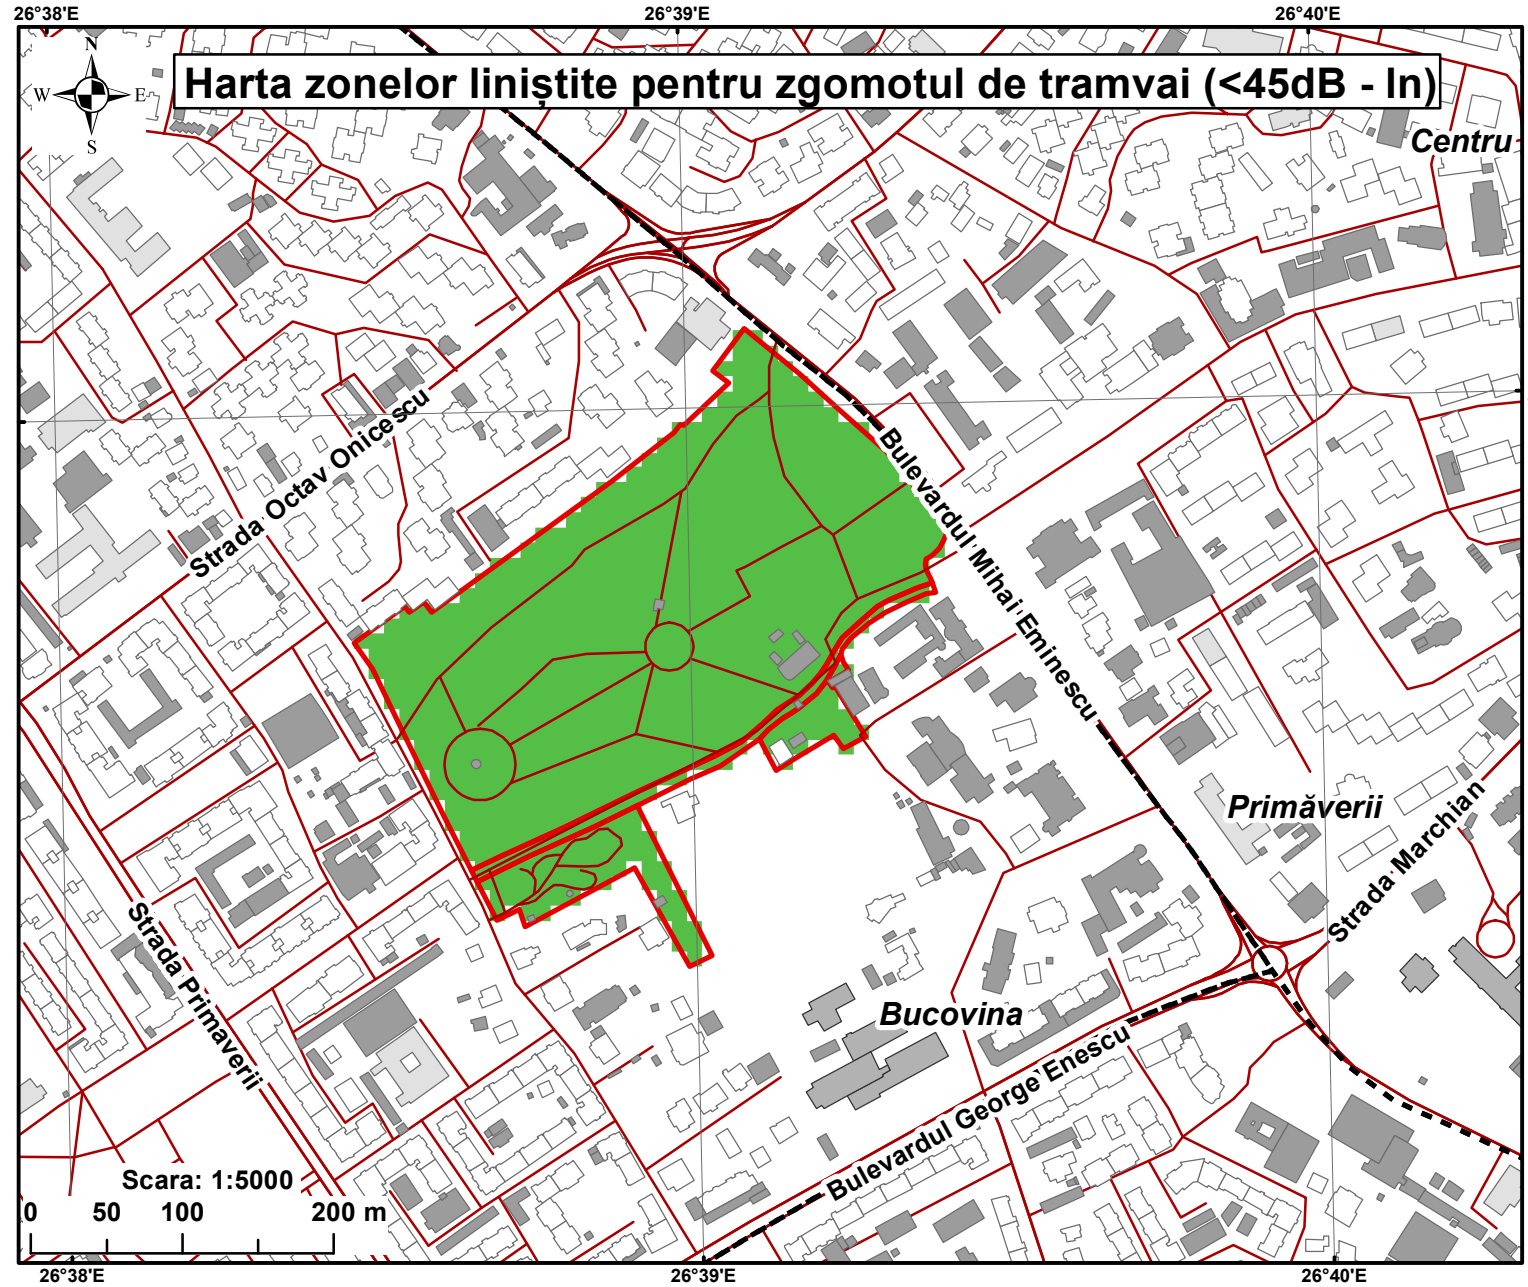 26°38'E
26°39'E
26°40'E
N
W
E
S
Harta zonelor liniștite pentru zgomotul de tramvai (<45dB - ln)
Centru
Strada Octav Onicescu
Bulevardul Mihai Eminescu
Primăverii
Strada Marchian
Strada Primaverii
Bucovina
Bulevardul George Enescu
Scara: 1:5000
0 50 100 200 m
26°38'E
26°39'E
26°40'E